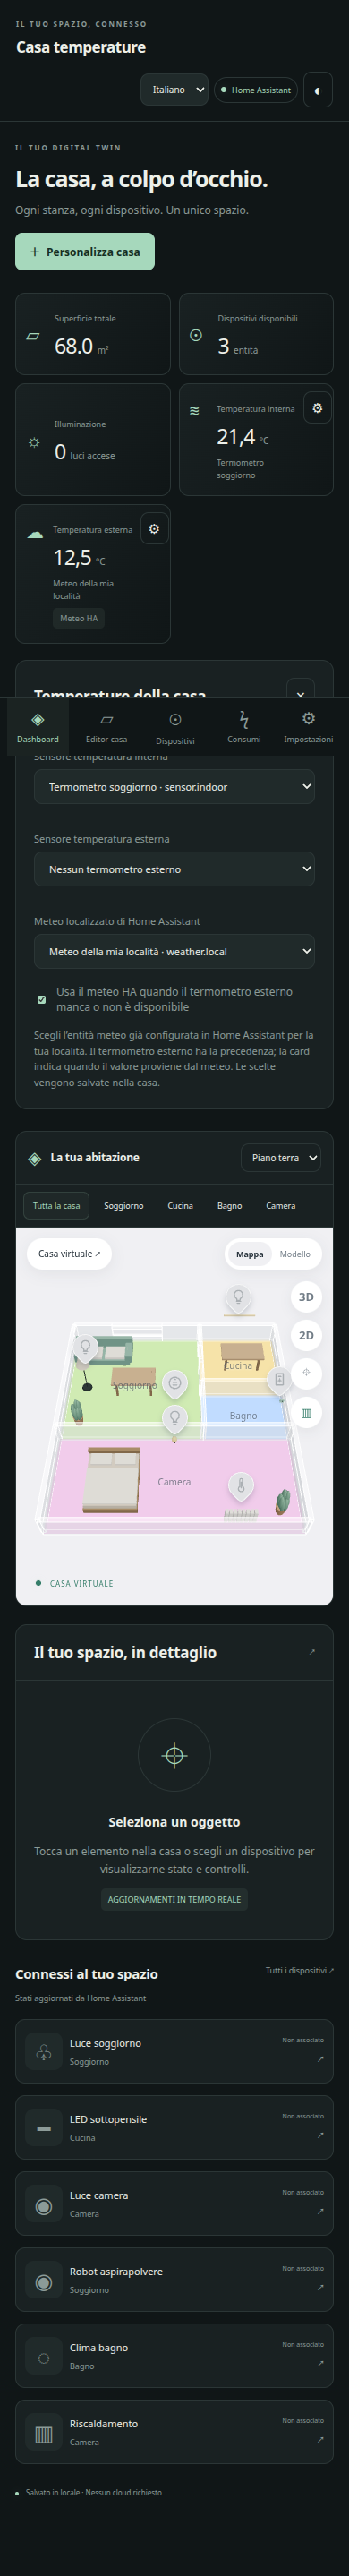 IL TUO SPAZIO, CONNESSO
Casa temperature
Italiano
Home Assistant
IL TUO DIGITAL TWIN
La casa, a colpo d’occhio.
Ogni stanza, ogni dispositivo. Un unico spazio.
+ Personalizza casa
Superficie totale
68.0 m²
Dispositivi disponibili
3 entità
Illuminazione
0 luci accese
Temperatura interna
21,4 °C
Termometro
soggiorno
Temperatura esterna
12,5 °C
Meteo della mia
località
Meteo HA
Temperature della casa
×
Dashboard
Editor casa
Dispositivi
Consumi
Impostazioni
Sensore temperatura interna
Termometro soggiorno · sensor.indoor
Sensore temperatura esterna
Nessun termometro esterno
Meteo localizzato di Home Assistant
Meteo della mia località · weather.local
Usa il meteo HA quando il termometro esterno
manca o non è disponibile
Scegli l’entità meteo già configurata in Home Assistant per la
tua località. Il termometro esterno ha la precedenza; la card
indica quando il valore proviene dal meteo. Le scelte
vengono salvate nella casa.
La tua abitazione
Piano terra
Tutta la casa
Soggiorno
Cucina
Bagno
Camera
Casa virtuale ↗
Mappa
Modello
3D
2D
Soggiorno
Cucina
Bagno
Camera
CASA VIRTUALE
Il tuo spazio, in dettaglio ↗
Seleziona un oggetto
Tocca un elemento nella casa o scegli un dispositivo per
visualizzarne stato e controlli.
AGGIORNAMENTI IN TEMPO REALE
Connessi al tuo spazio
Tutti i dispositivi ↗
Stati aggiornati da Home Assistant
Luce soggiorno
Non associato
Soggiorno ↗
LED sottopensile
Non associato
Cucina ↗
Luce camera
Non associato
Camera ↗
Robot aspirapolvere
Non associato
Soggiorno ↗
Clima bagno
Non associato
Bagno ↗
Riscaldamento
Non associato
Camera ↗
Salvato in locale · Nessun cloud richiesto